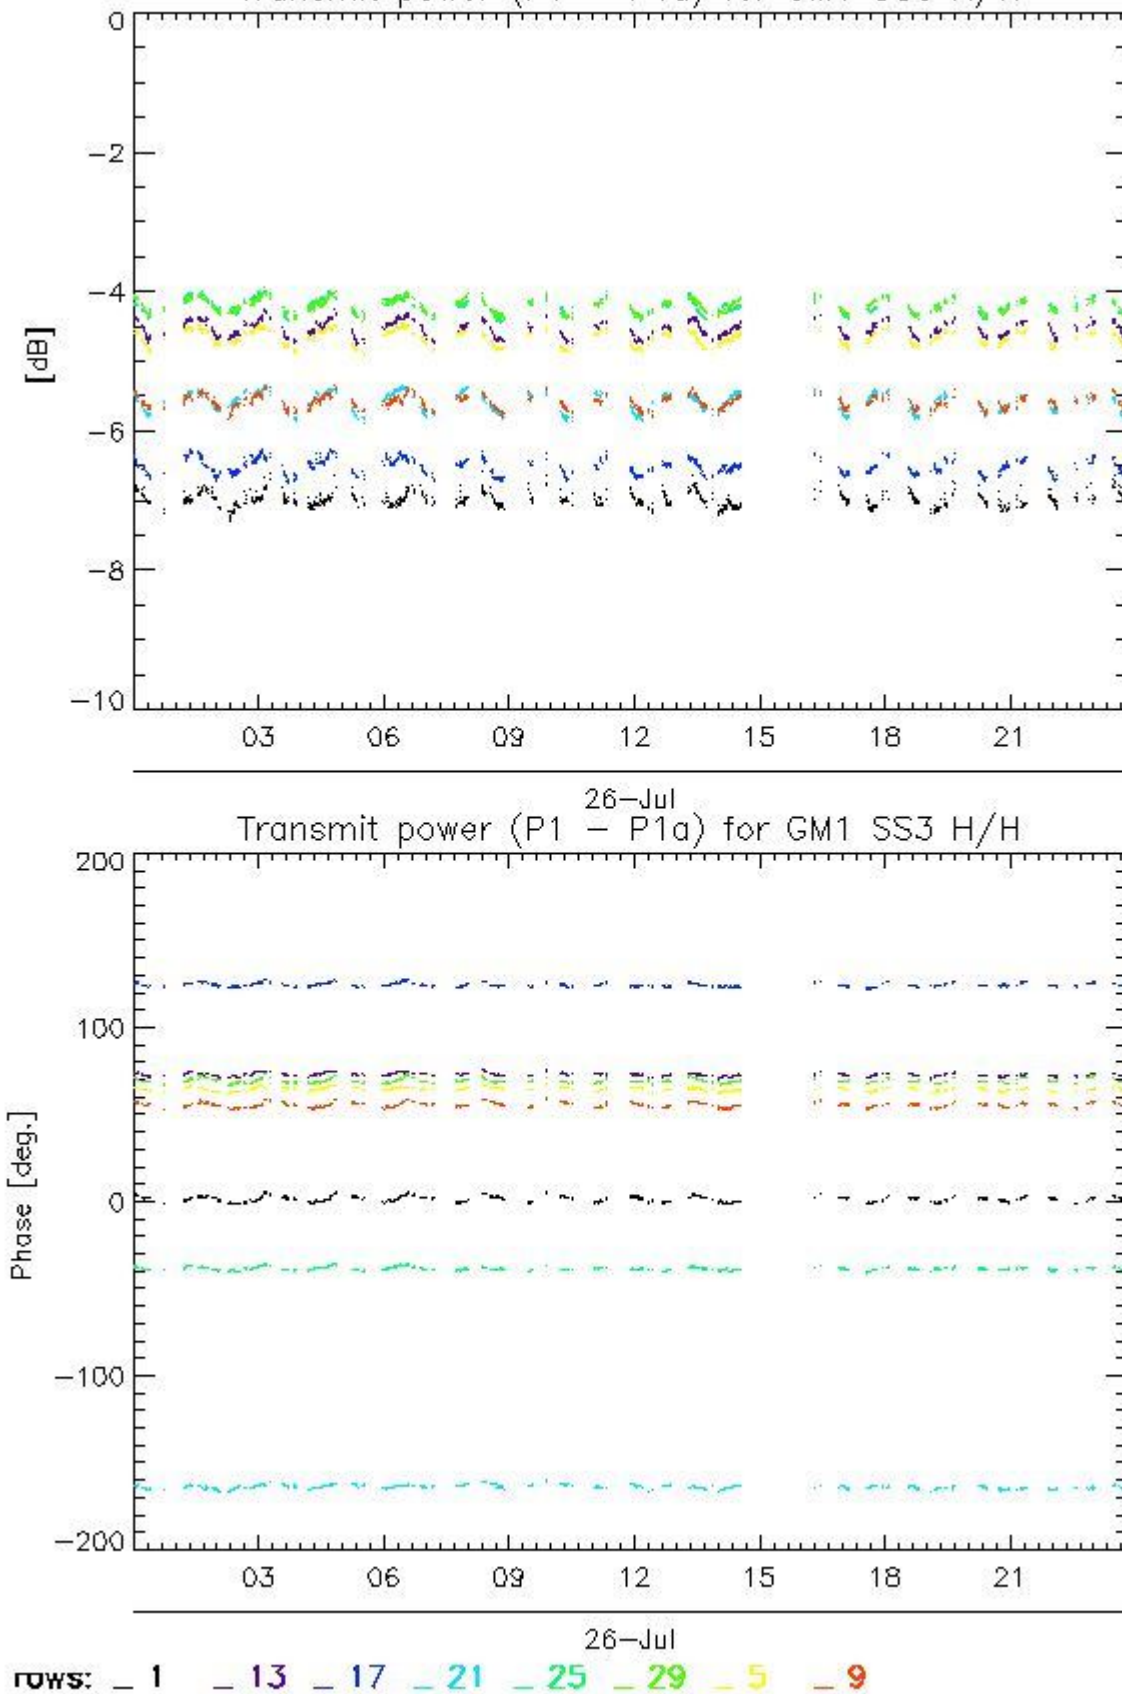 0
−2
−4
[dB]
−6
−8
−10
03 06 09 12 15 18 21
26−Jul
Transmit power (P1 − P1a) for GM1 SS3 H/H
200
100
Phase [deg.]
0
−100
−200
03 06 09 12 15 18 21
26−Jul
rows: _ 1 _ 13 _ 17 _ 21 _ 25 _ 29 _ 5 _ 9